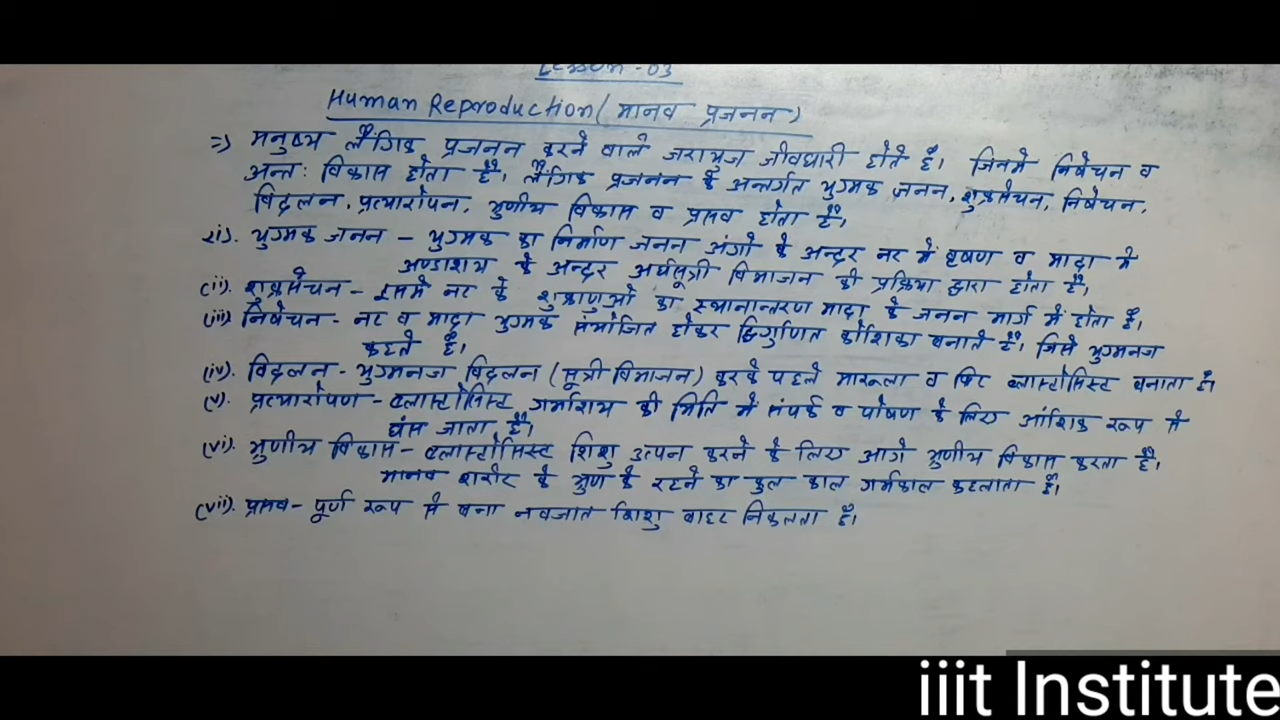 Lesson - 03
Human Reproduction ( मानव प्रजनन )
⇒ मनुष्य लैंगिक प्रजनन करने वाले जरायुज जीवधारी होते हैं। जिनमे निषेचन व
अन्त: विकास होता है। लैंगिक प्रजनन के अन्तर्गत युग्मक जनन, शुक्रसेचन, निषेचन,
विदलन, प्रत्यारोपन, भ्रुणीय विकास व प्रसव होता है।
(i). युग्मक जनन – युग्मक का निर्माण जनन अंगो के अन्दर नर में वृषण व मादा मे
अण्डाशय के अन्दर अर्धसूत्री विभाजन की प्रक्रिया द्वारा होता है।
(ii). शुक्रसेचन – इसमे नर के शुक्राणुओ का स्थानान्तरण मादा के जनन मार्ग में होता है।
(iii). निषेचन - नर व मादा युग्मक संयोजित होकर द्विगुणित कोशिका बनाते है। जिसे युग्मनज
कहते है।
(iv). विदलन - युग्मनज विदलन (सूत्री विभाजन) करके पहले मारूला व फिर ब्लास्टोसिस्ट बनाता है।
(v). प्रत्यारोपण – ब्लास्टोसिस्ट गर्भाशय की भिति में संपर्क व पोषण के लिए आंशिक रूप से
धंस जाता है।
(vi). भ्रुणीय विकास – ब्लास्टोसिस्ट शिशु उत्पन करने के लिए आगे भ्रुणीय विकास करता है।
मानव शरीर के भ्रुण के रहने का कुल काल गर्भकाल कहलाता है।
(vii). प्रसव – पूर्ण रूप से बना नवजात शिशु बाहर निकलता है।
iiit Institute